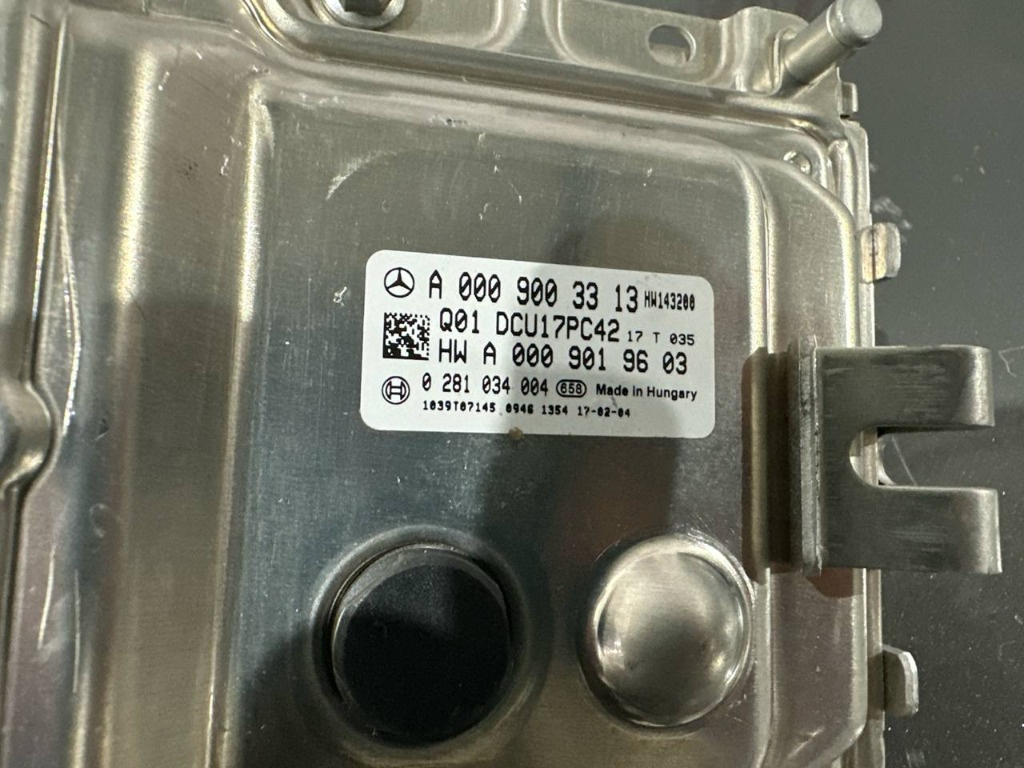 A 000 900 33 13 HW143200
Q01 DCU17PC42 17 T 035
HW A 000 901 96 03
0 281 034 004 658 Made in Hungary
1039T07145 0946 1354 17-02-04